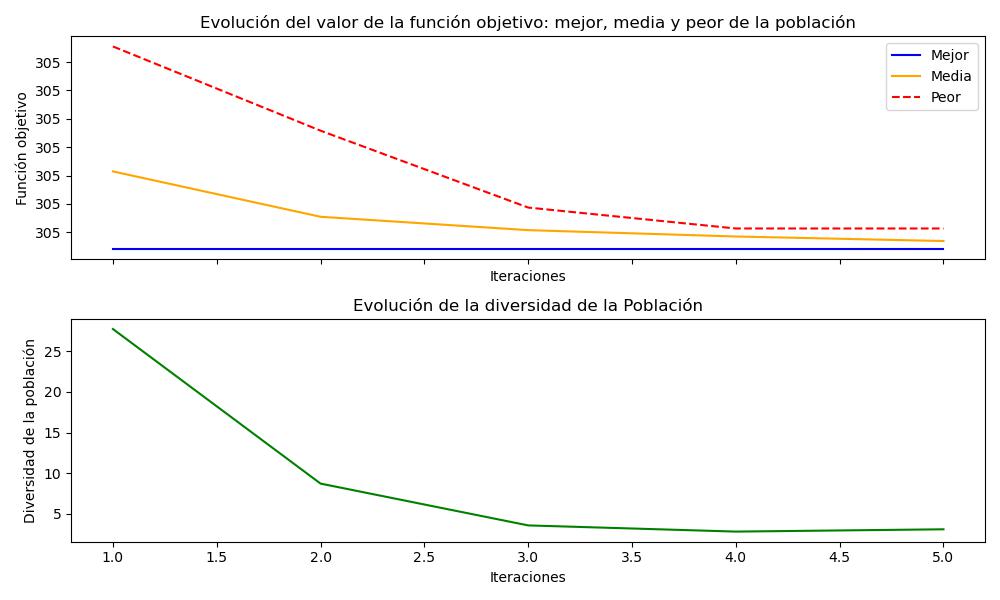 Evolución del valor de la función objetivo: mejor, media y peor de la población
Función objetivo
305
305
305
305
305
305
305
Mejor
Media
Peor
Iteraciones
Evolución de la diversidad de la Población
Diversidad de la población
25
20
15
10
5
1.0 1.5 2.0 2.5 3.0 3.5 4.0 4.5 5.0
Iteraciones